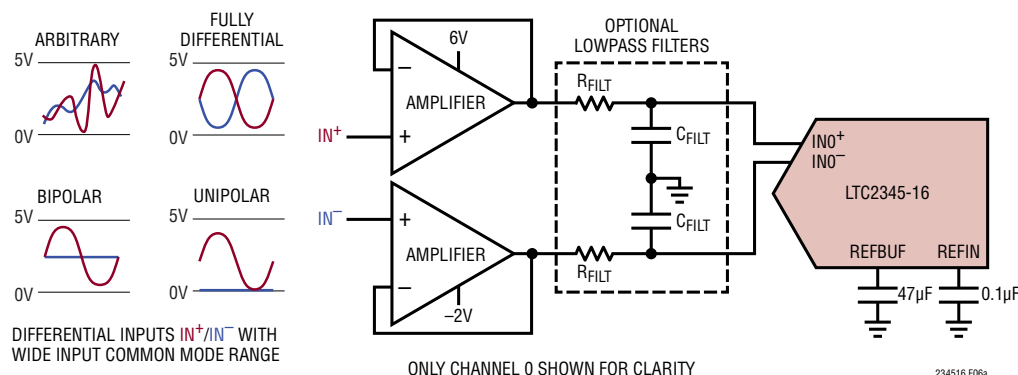 ARBITRARY
5V
0V
FULLY
DIFFERENTIAL
5V
0V
BIPOLAR
5V
0V
UNIPOLAR
5V
0V
DIFFERENTIAL INPUTS IN+/IN– WITH
WIDE INPUT COMMON MODE RANGE
6V
–
AMPLIFIER
+
IN+
IN–
+
AMPLIFIER
–
–2V
OPTIONAL
LOWPASS FILTERS
RFILT
CFILT
CFILT
RFILT
IN0+
IN0–
LTC2345-16
REFBUF REFIN
47µF 0.1µF
ONLY CHANNEL 0 SHOWN FOR CLARITY
234516 F06a